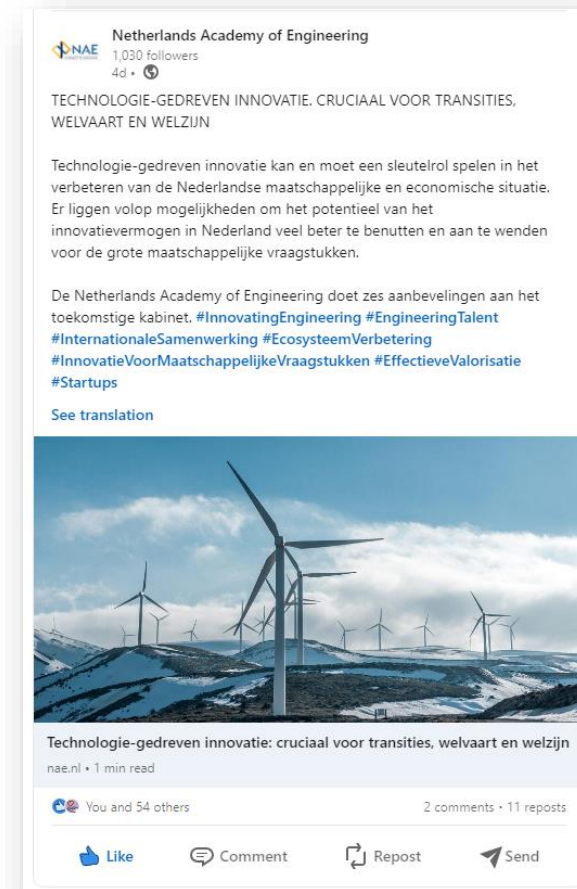 NAE
Netherlands Academy of Engineering
1,030 followers
4d •
TECHNOLOGIE-GEDREVEN INNOVATIE, CRUCIAAL VOOR TRANSITIES,
WELVAART EN WELZIJN
Technologie-gedreven innovatie kan en moet een sleutelrol spelen in het
verbeteren van de Nederlandse maatschappelijke en economische situatie.
Er liggen volop mogelijkheden om het potentieel van het
innovatievermogen in Nederland veel beter te benutten en aan te wenden
voor de grote maatschappelijke vraagstukken.
De Netherlands Academy of Engineering doet zes aanbevelingen aan het
toekomstige kabinet. #InnovatingEngineering #EngineeringTalent
#InternationaleSamenwerking #EcosysteemVerbetering
#InnovatieVoorMaatschappelijkeVraagstukken #EffectieveValorisatie
#Startups
See translation
Technologie-gedreven innovatie: cruciaal voor transities, welvaart en welzijn
nae.nl • 1 min read
You and 54 others
2 comments • 11 reposts
Like
Comment
Repost
Send